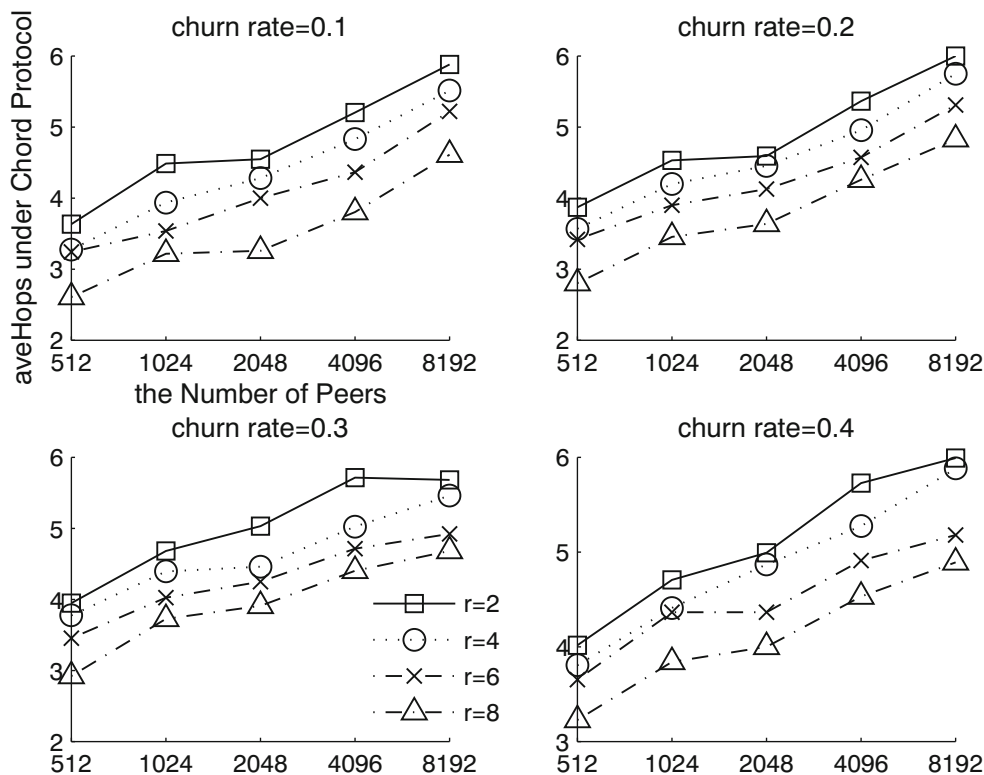 churn rate=0.1
aveHops under Chord Protocol
6
5
4
3
2
512 1024 2048 4096 8192
the Number of Peers
churn rate=0.2
6
5
4
3
2
512 1024 2048 4096 8192
churn rate=0.3
6
5
4
3
2
512 1024 2048 4096 8192
r=2
r=4
r=6
r=8
churn rate=0.4
6
5
4
3
512 1024 2048 4096 8192